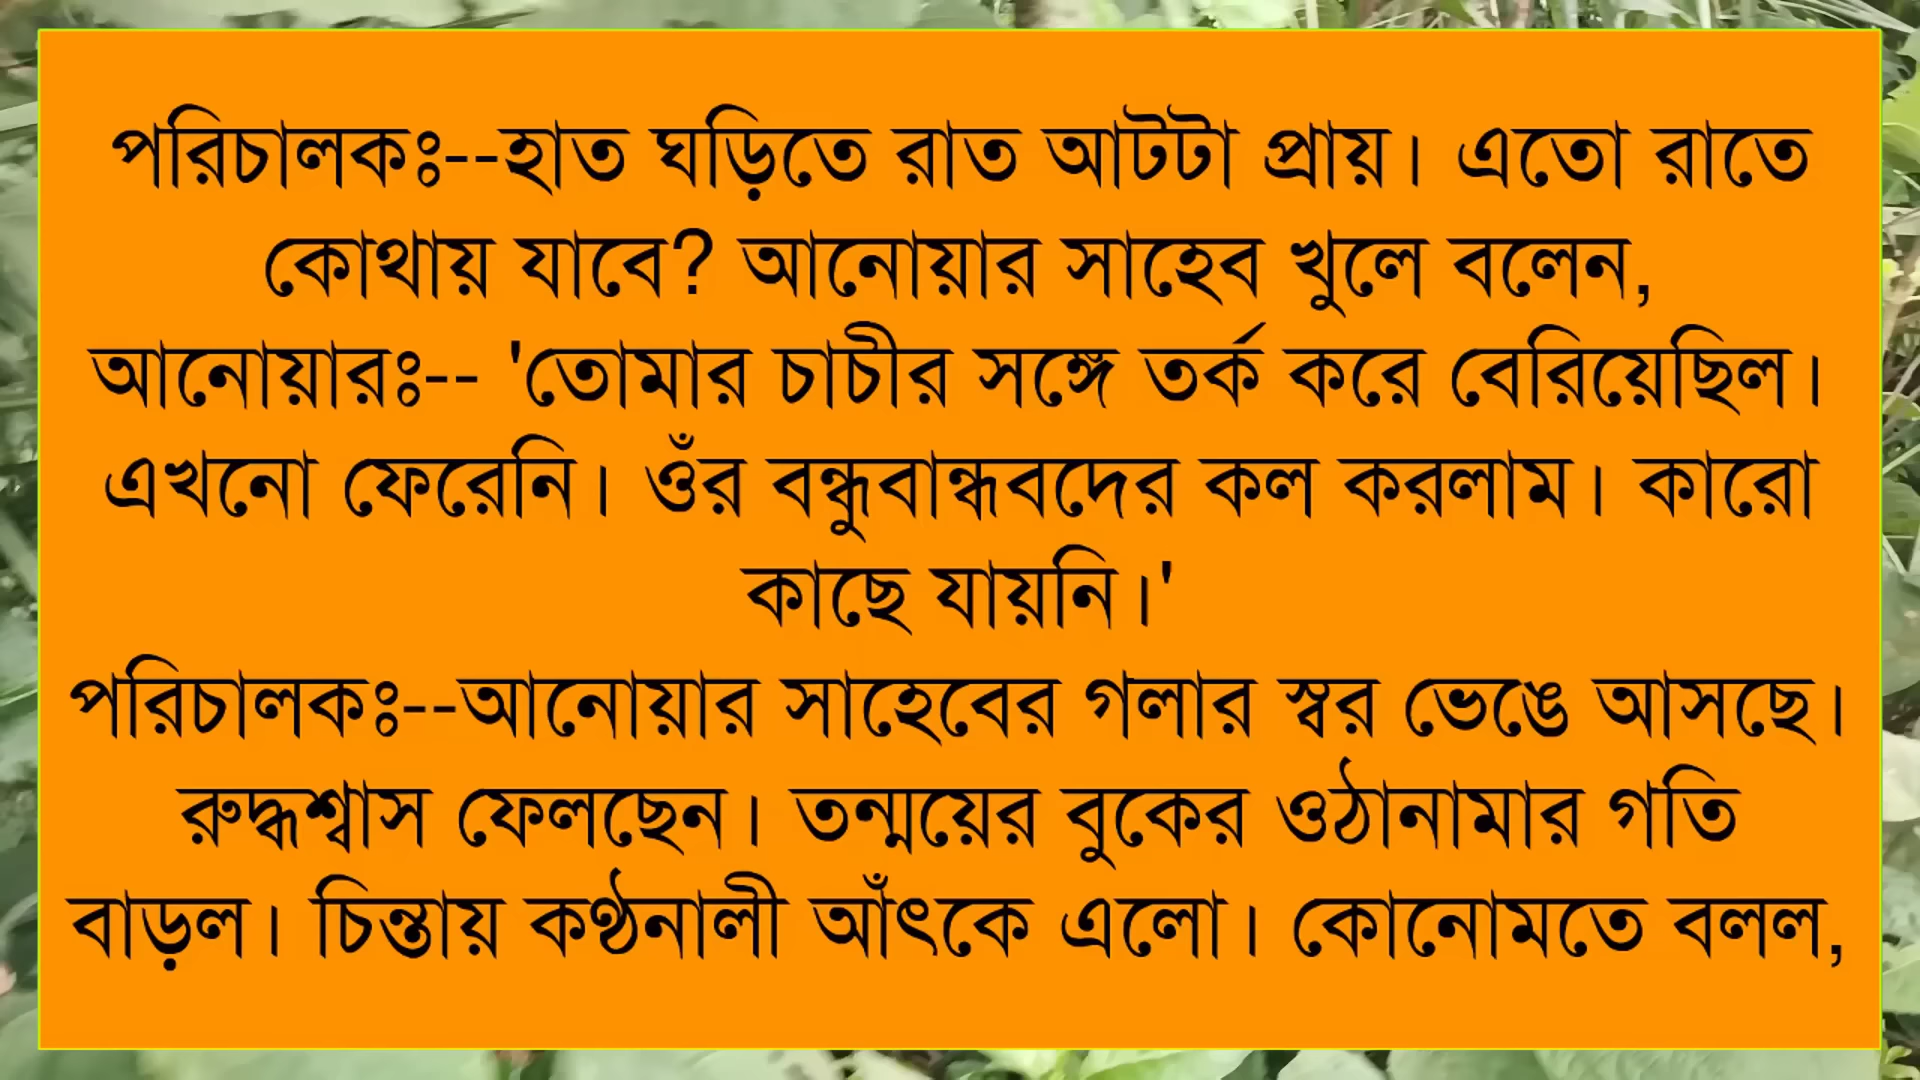 পরিচালকঃ--হাত ঘড়িতে রাত আটটা প্রায়। এতো রাতে
কোথায় যাবে? আনোয়ার সাহেব খুলে বলেন,
আনোয়ারঃ-- 'তোমার চাচীর সঙ্গে তর্ক করে বেরিয়েছিল।
এখনো ফেরেনি। ওঁর বন্ধুবান্ধবদের কল করলাম। কারো
কাছে যায়নি।'
পরিচালকঃ--আনোয়ার সাহেবের গলার স্বর ভেঙে আসছে।
রুদ্ধশ্বাস ফেলছেন। তন্ময়ের বুকের ওঠানামার গতি
বাড়ল। চিন্তায় কণ্ঠনালী আঁৎকে এলো। কোনোমতে বলল,